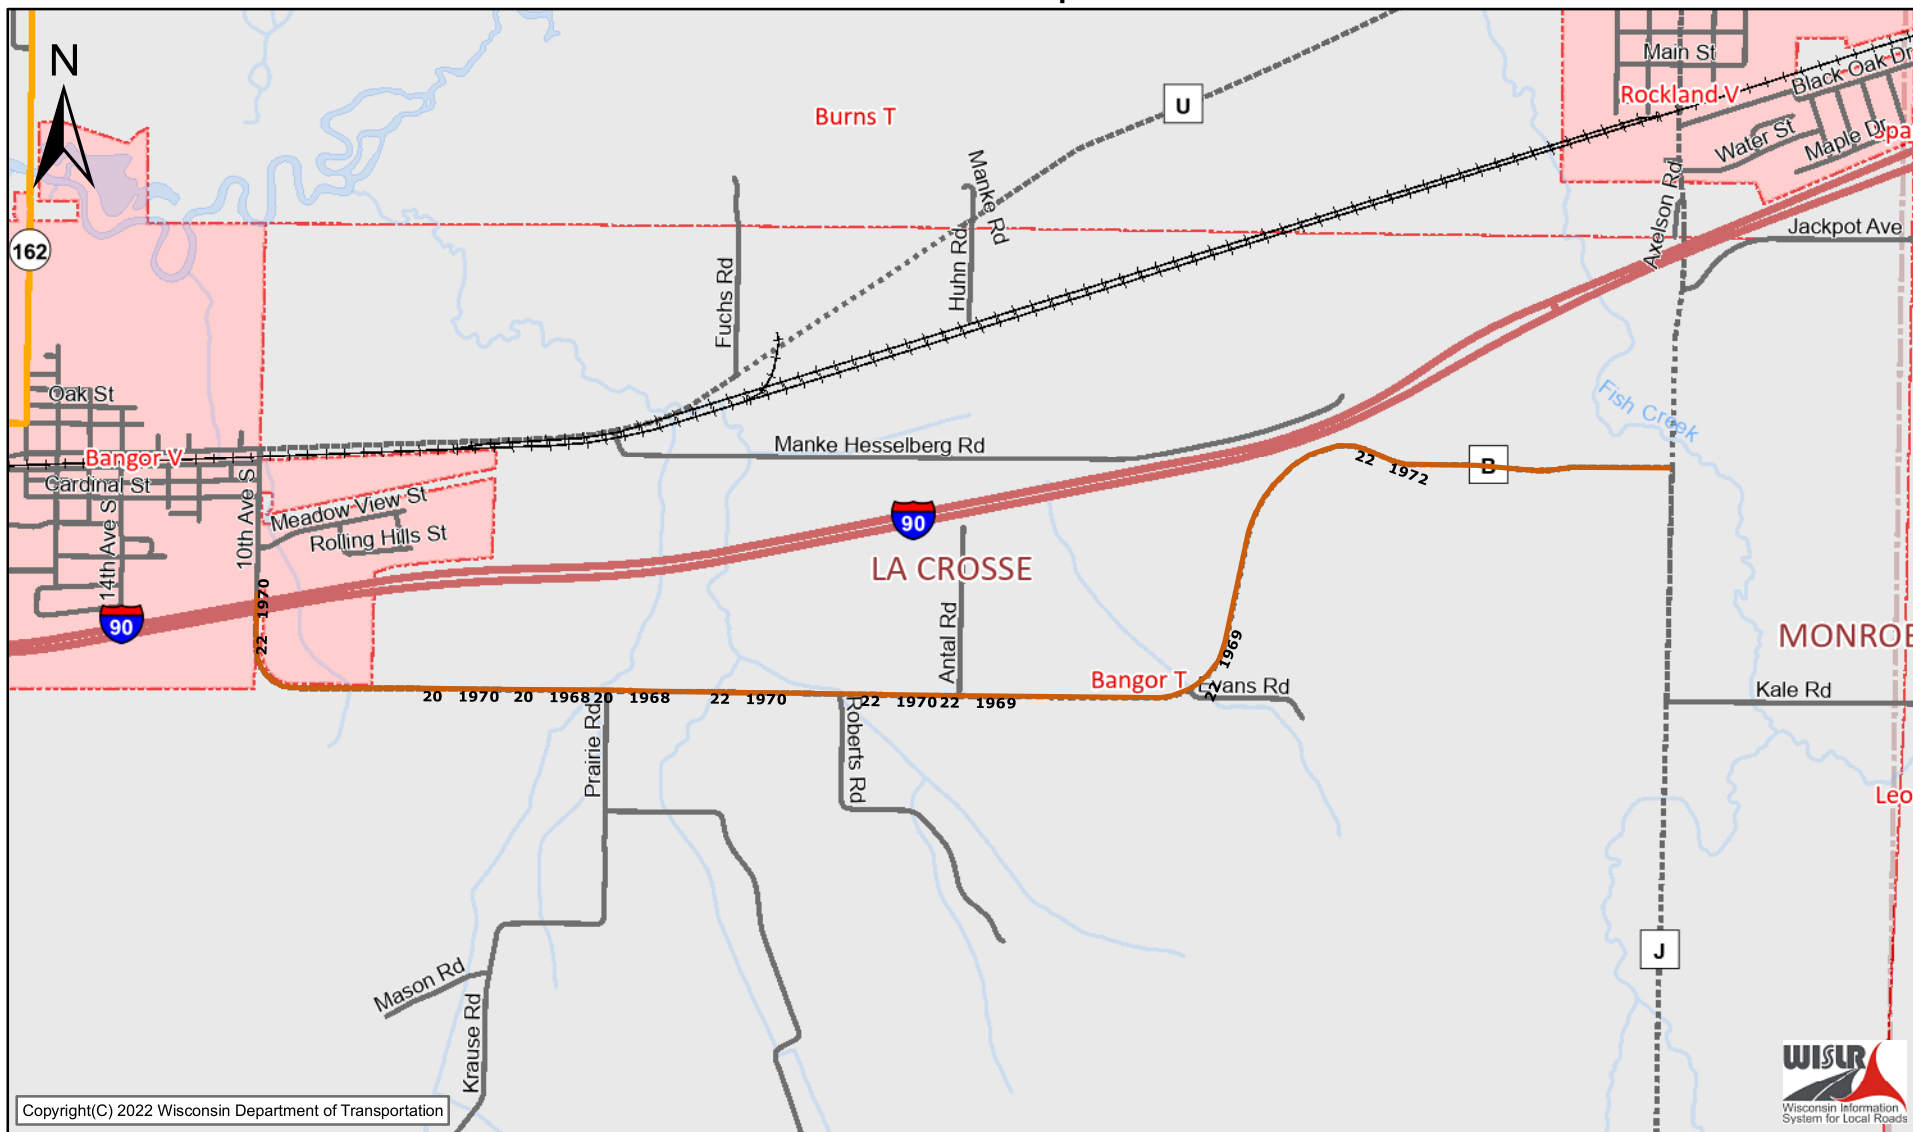 N
Main St
Black Oak Dr
Rockland V
U
Burns T
Water St
Maple Dr
Spa
Manke Rd
Axelson Rd
Jackpot Ave
162
Huhn Rd
Fuchs Rd
Oak St
Fish Creek
Manke Hesselberg Rd
Bangor V
22 1972
B
Cardinal St
Meadow View St
10th Ave S
14th Ave S
Rolling Hills St
90
LA CROSSE
90
22 1970
Antal Rd
22 1969
MONROE
Bangor T
Evans Rd
Kale Rd
20 1970 20 1968 20 1968 22 1970 22 1970 22 1969
Prairie Rd
Roberts Rd
Leo
J
Mason Rd
Krause Rd
WISLR
Wisconsin Information
System for Local Roads
Copyright(C) 2022 Wisconsin Department of Transportation